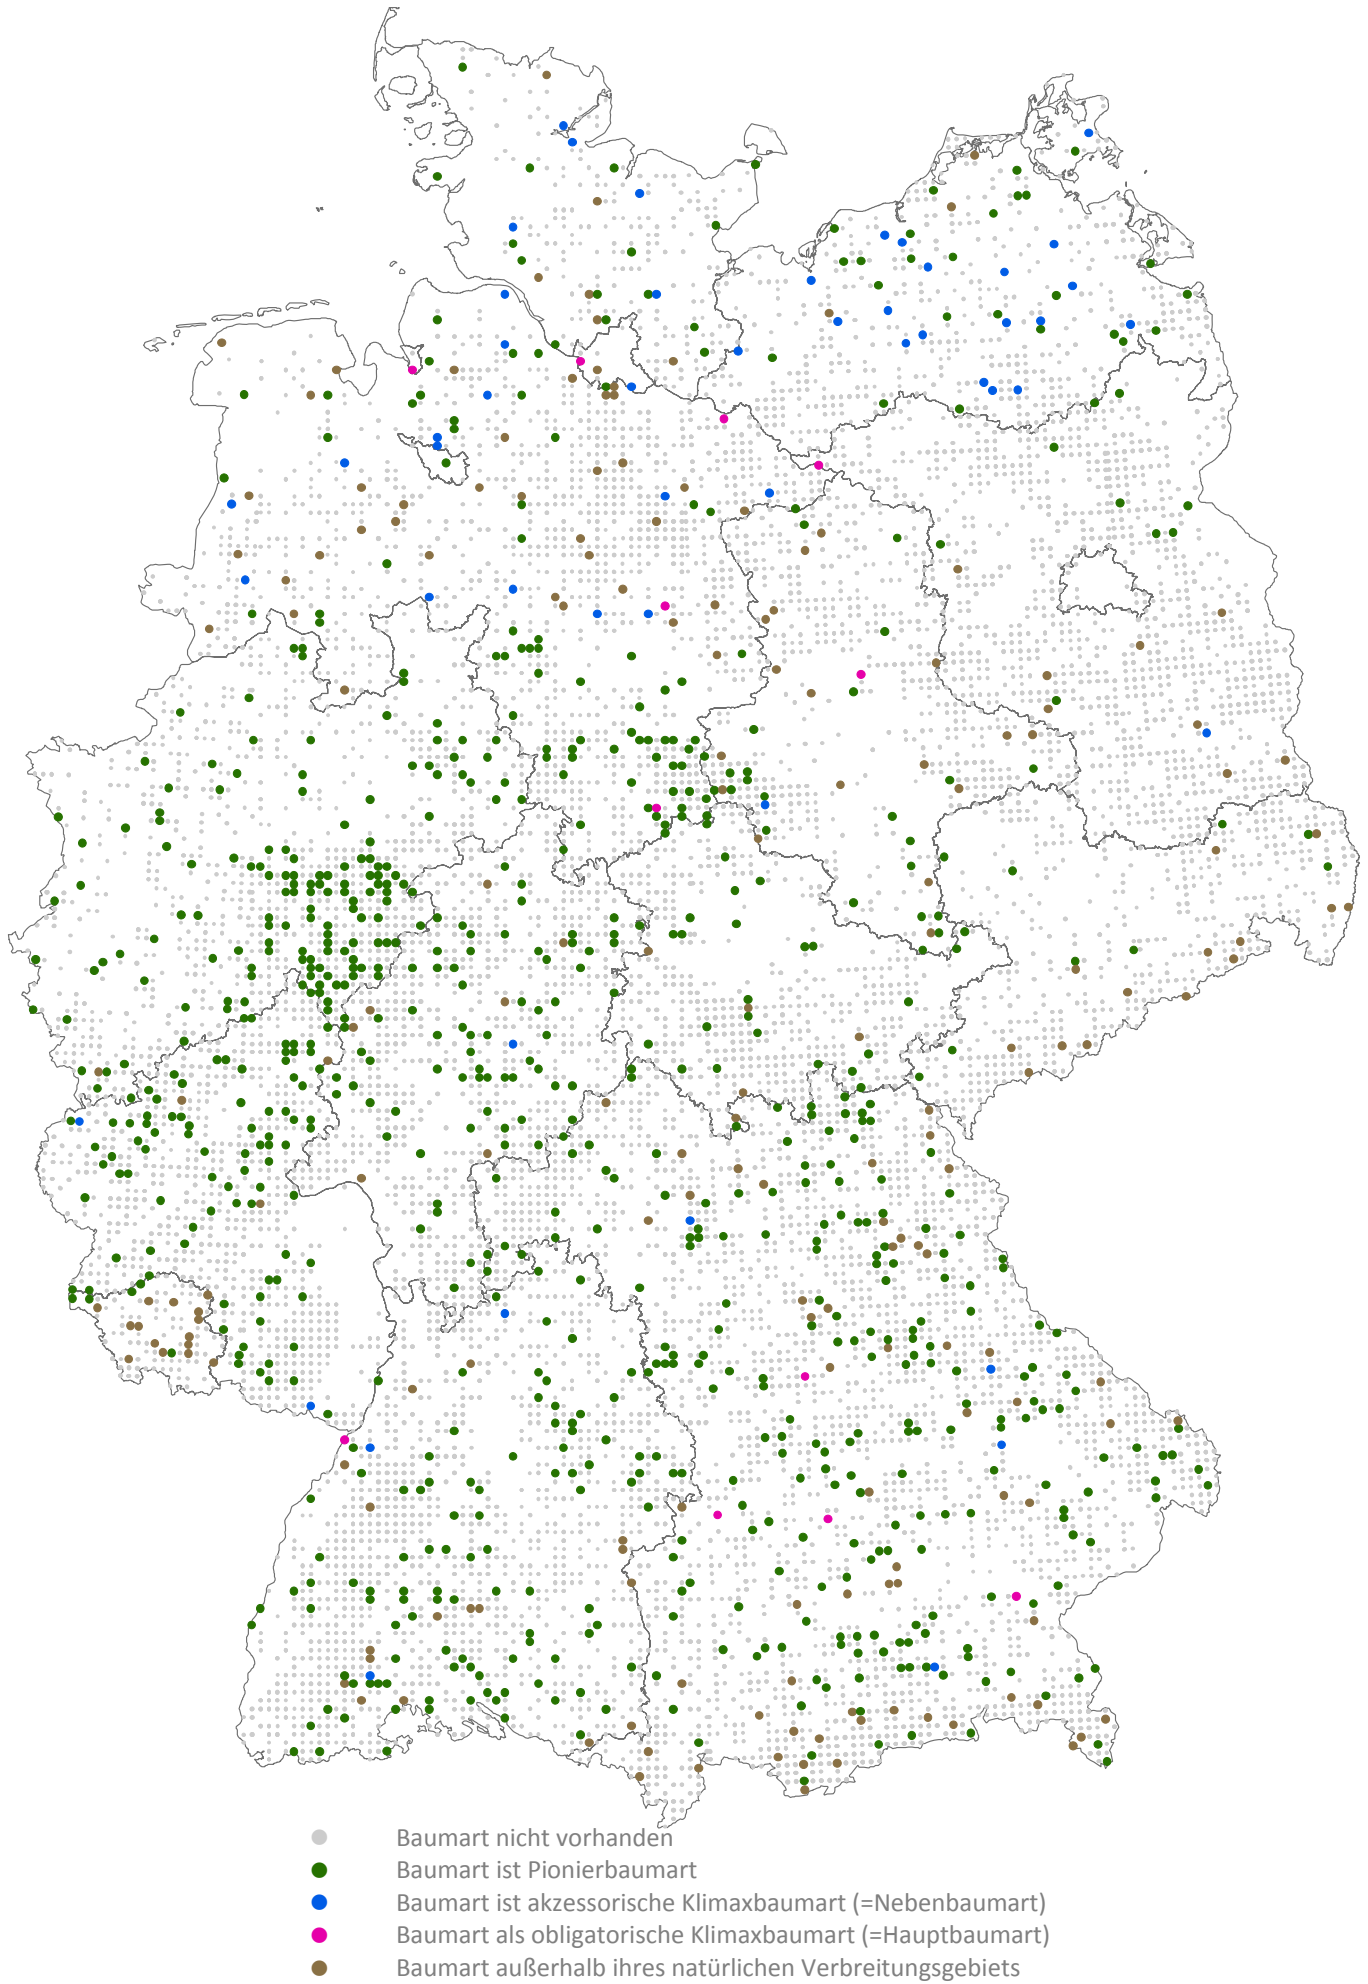 Baumart nicht vorhanden
Baumart ist Pionierbaumart
Baumart ist akzessorische Klimaxbaumart (=Nebenbaumart)
Baumart als obligatorische Klimaxbaumart (=Hauptbaumart)
Baumart außerhalb ihres natürlichen Verbreitungsgebiets